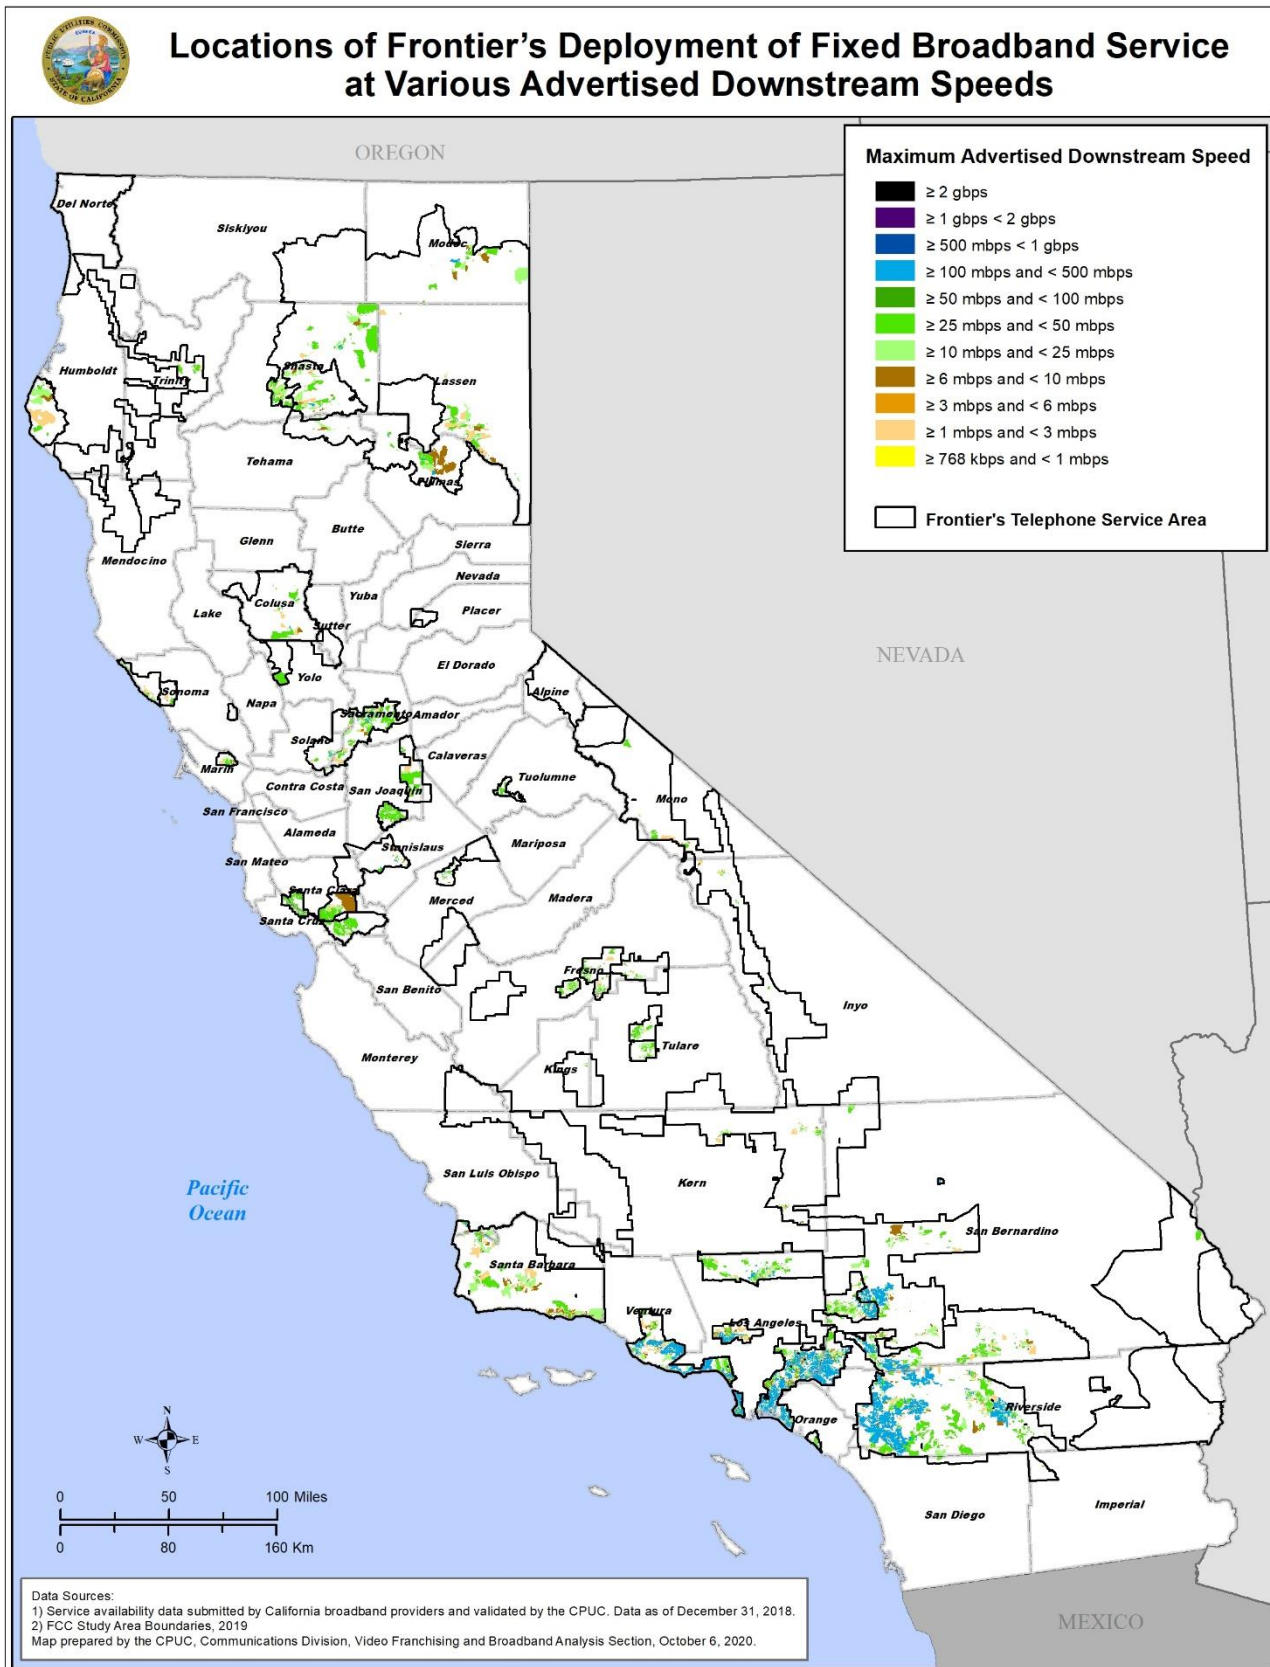 Locations of Frontier's Deployment of Fixed Broadband Service
at Various Advertised Downstream Speeds
PUBLIC UTILITIES COMMISSION
STATE OF CALIFORNIA
EUREKA
OREGON
Maximum Advertised Downstream Speed
≥ 2 gbps
≥ 1 gbps < 2 gbps
≥ 500 mbps < 1 gbps
≥ 100 mbps and < 500 mbps
≥ 50 mbps and < 100 mbps
≥ 25 mbps and < 50 mbps
≥ 10 mbps and < 25 mbps
≥ 6 mbps and < 10 mbps
≥ 3 mbps and < 6 mbps
≥ 1 mbps and < 3 mbps
≥ 768 kbps and < 1 mbps
Frontier's Telephone Service Area
Del Norte
Siskiyou
Modoc
Humboldt
Trinity
Shasta
Lassen
Tehama
Plumas
Butte
Glenn
Sierra
Mendocino
Nevada
Yuba
Colusa
Lake
Placer
Sutter
NEVADA
El Dorado
Yolo
Sonoma
Alpine
Napa
Sacramento
Amador
Solano
Calaveras
Marin
Tuolumne
Contra Costa
San Joaquin
Mono
San Francisco
Alameda
Mariposa
Stanislaus
San Mateo
Santa Clara
Merced
Madera
Santa Cruz
Fresno
San Benito
Inyo
Tulare
Monterey
Kings
San Luis Obispo
Kern
Pacific
Ocean
San Bernardino
Santa Barbara
Ventura
Los Angeles
Riverside
Orange
N
W
E
S
0 50 100 Miles
0 80 160 Km
Imperial
San Diego
MEXICO
Data Sources:
1) Service availability data submitted by California broadband providers and validated by the CPUC. Data as of December 31, 2018.
2) FCC Study Area Boundaries, 2019
Map prepared by the CPUC, Communications Division, Video Franchising and Broadband Analysis Section, October 6, 2020.